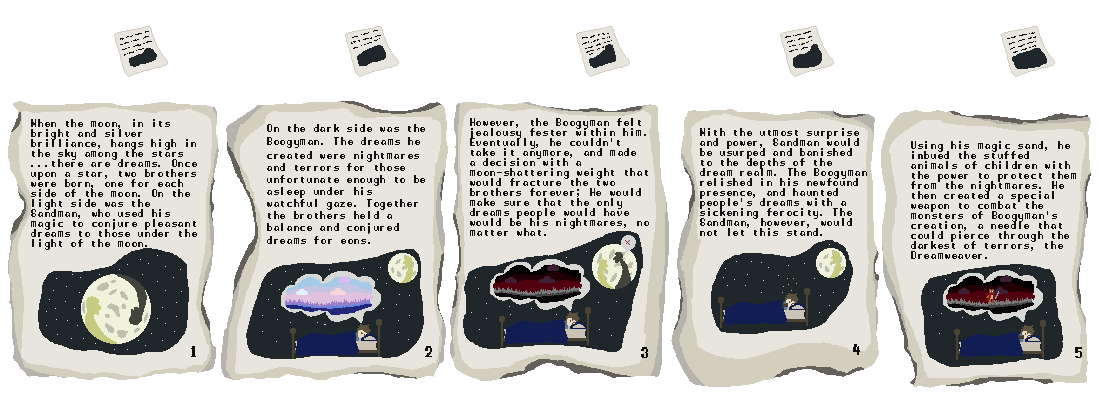 When the moon, in its
bright and silver
brilliance, hangs high in
the sky among the stars
...there are dreams. Once
upon a star, two brothers
were born, one for each
side of the moon. On the
light side was the
Sandman, who used his
magic to conjure pleasant
dreams to those under the
light of the moon.
1
On the dark side was the
Boogyman. The dreams he
created were nightmares
and terrors for those
unfortunate enough to be
asleep under his
watchful gaze. Together
the brothers held a
balance and conjured
dreams for eons.
2
However, the Boogyman felt
jealousy fester within him.
Eventually, he couldn't
take it anymore, and made
a decision with a
moon-shattering weight that
would fracture the two
brothers forever; He would
make sure that the only
dreams people would have
would be his nightmares, no
matter what.
3
With the utmost surprise
and power, Sandman would
be usurped and banished
to the depths of the
dream realm. The Boogyman
relished in his newfound
presence, and haunted
people's dreams with a
sickening ferocity. The
Sandman, however, would
not let this stand.
4
Using his magic sand, he
inbued the stuffed
animals of children with
the power to protect them
from the nightmares. He
then created a special
weapon to combat the
monsters of Boogyman's
creation, a needle that
could pierce through the
darkest of terrors, the
Dreamweaver.
5